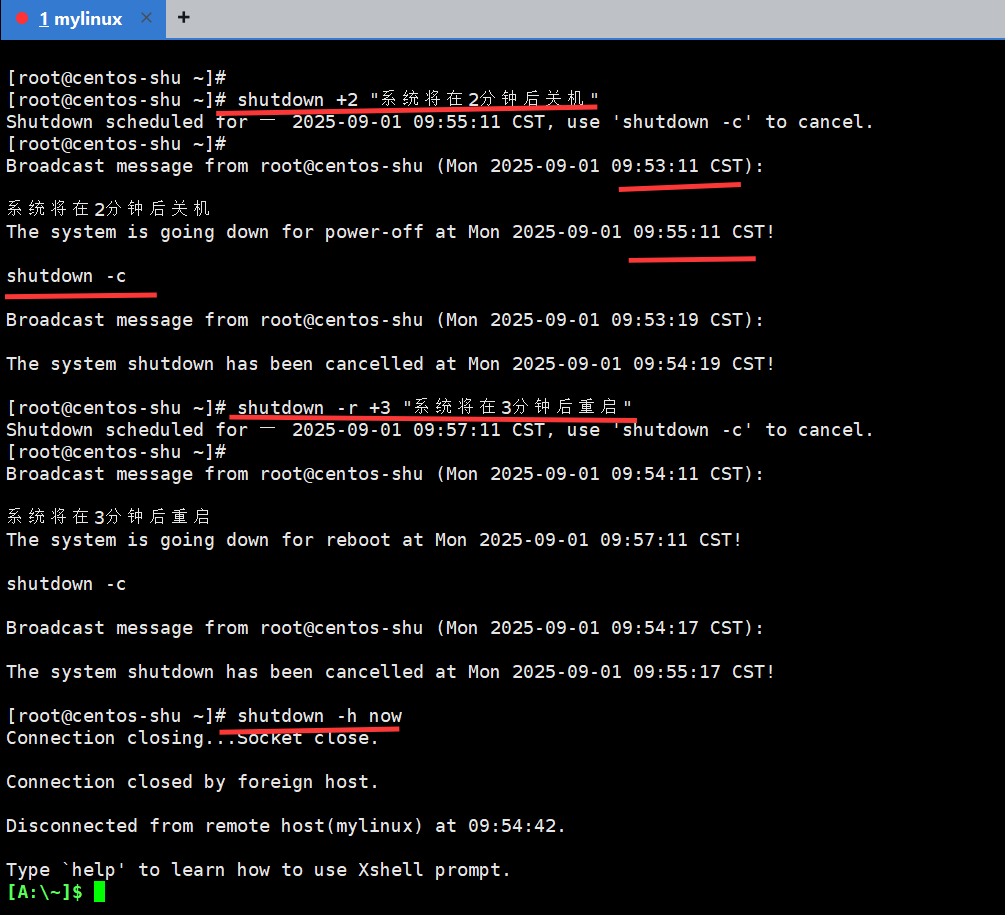 1 mylinux × +
[root@centos-shu ~]#
[root@centos-shu ~]# shutdown +2 "系统将在2分钟后关机"
Shutdown scheduled for 一 2025-09-01 09:55:11 CST, use 'shutdown -c' to cancel.
[root@centos-shu ~]#
Broadcast message from root@centos-shu (Mon 2025-09-01 09:53:11 CST):
系统将在2分钟后关机
The system is going down for power-off at Mon 2025-09-01 09:55:11 CST!
shutdown -c
Broadcast message from root@centos-shu (Mon 2025-09-01 09:53:19 CST):
The system shutdown has been cancelled at Mon 2025-09-01 09:54:19 CST!
[root@centos-shu ~]# shutdown -r +3 "系统将在3分钟后重启"
Shutdown scheduled for 一 2025-09-01 09:57:11 CST, use 'shutdown -c' to cancel.
[root@centos-shu ~]#
Broadcast message from root@centos-shu (Mon 2025-09-01 09:54:11 CST):
系统将在3分钟后重启
The system is going down for reboot at Mon 2025-09-01 09:57:11 CST!
shutdown -c
Broadcast message from root@centos-shu (Mon 2025-09-01 09:54:17 CST):
The system shutdown has been cancelled at Mon 2025-09-01 09:55:17 CST!
[root@centos-shu ~]# shutdown -h now
Connection closing...Socket close.
Connection closed by foreign host.
Disconnected from remote host(mylinux) at 09:54:42.
Type `help' to learn how to use Xshell prompt.
[A:\~]$